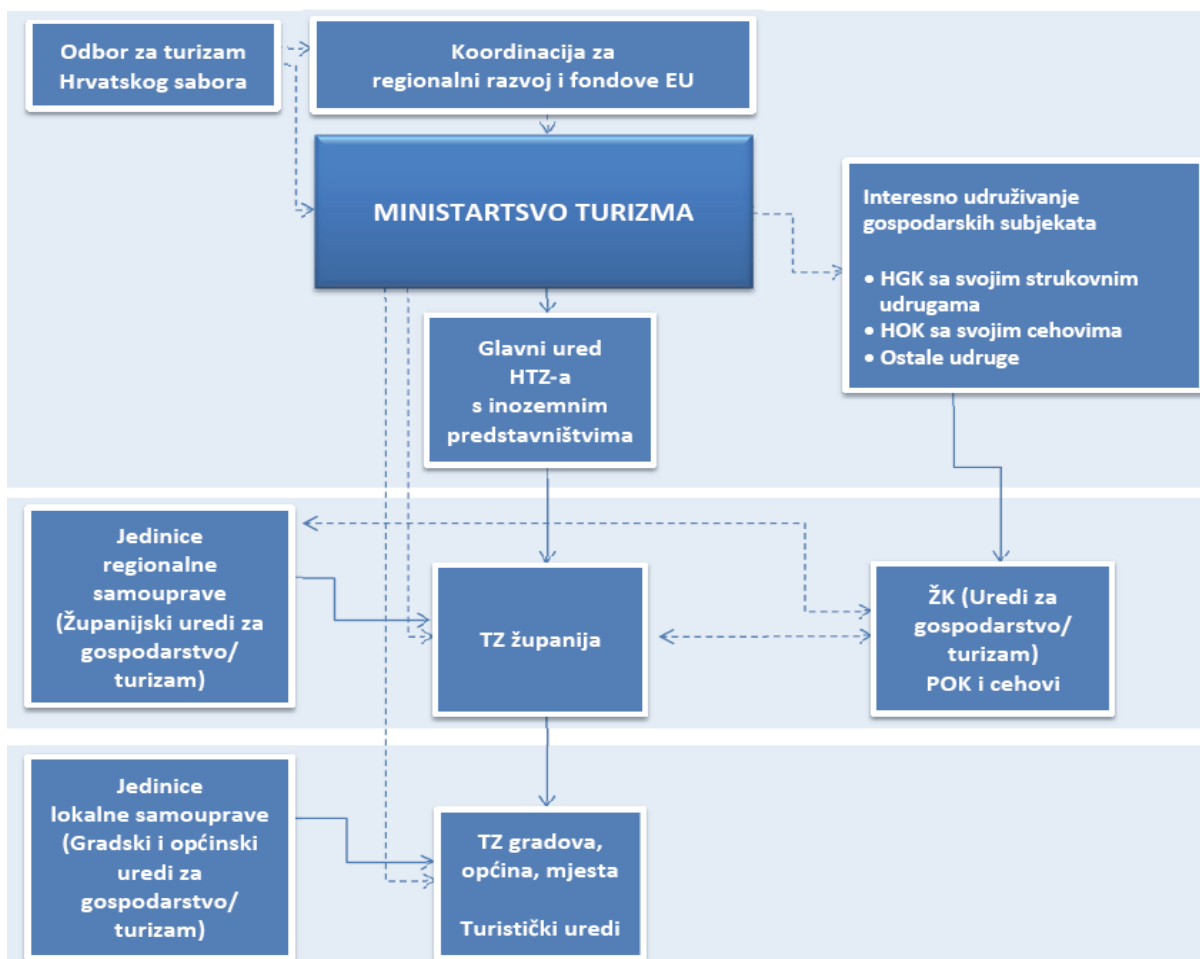 Odbor za turizam
Hrvatskog sabora
Koordinacija za
regionalni razvoj i fondove EU
MINISTARTSVO TURIZMA
Interesno udruživanje
gospodarskih subjekata
• HGK sa svojim strukovnim
udrugama
• HOK sa svojim cehovima
• Ostale udruge
Glavni ured
HTZ-a
s inozemnim
predstavništvima
Jedinice
regionalne
samouprave
(Županijski uredi za
gospodarstvo/
turizam)
TZ županija
ŽK (Uredi za
gospodarstvo/
turizam)
POK i cehovi
Jedinice
lokalne samouprave
(Gradski i općinski
uredi za
gospodarstvo/
turizam)
TZ gradova,
općina, mjesta
Turistički uredi